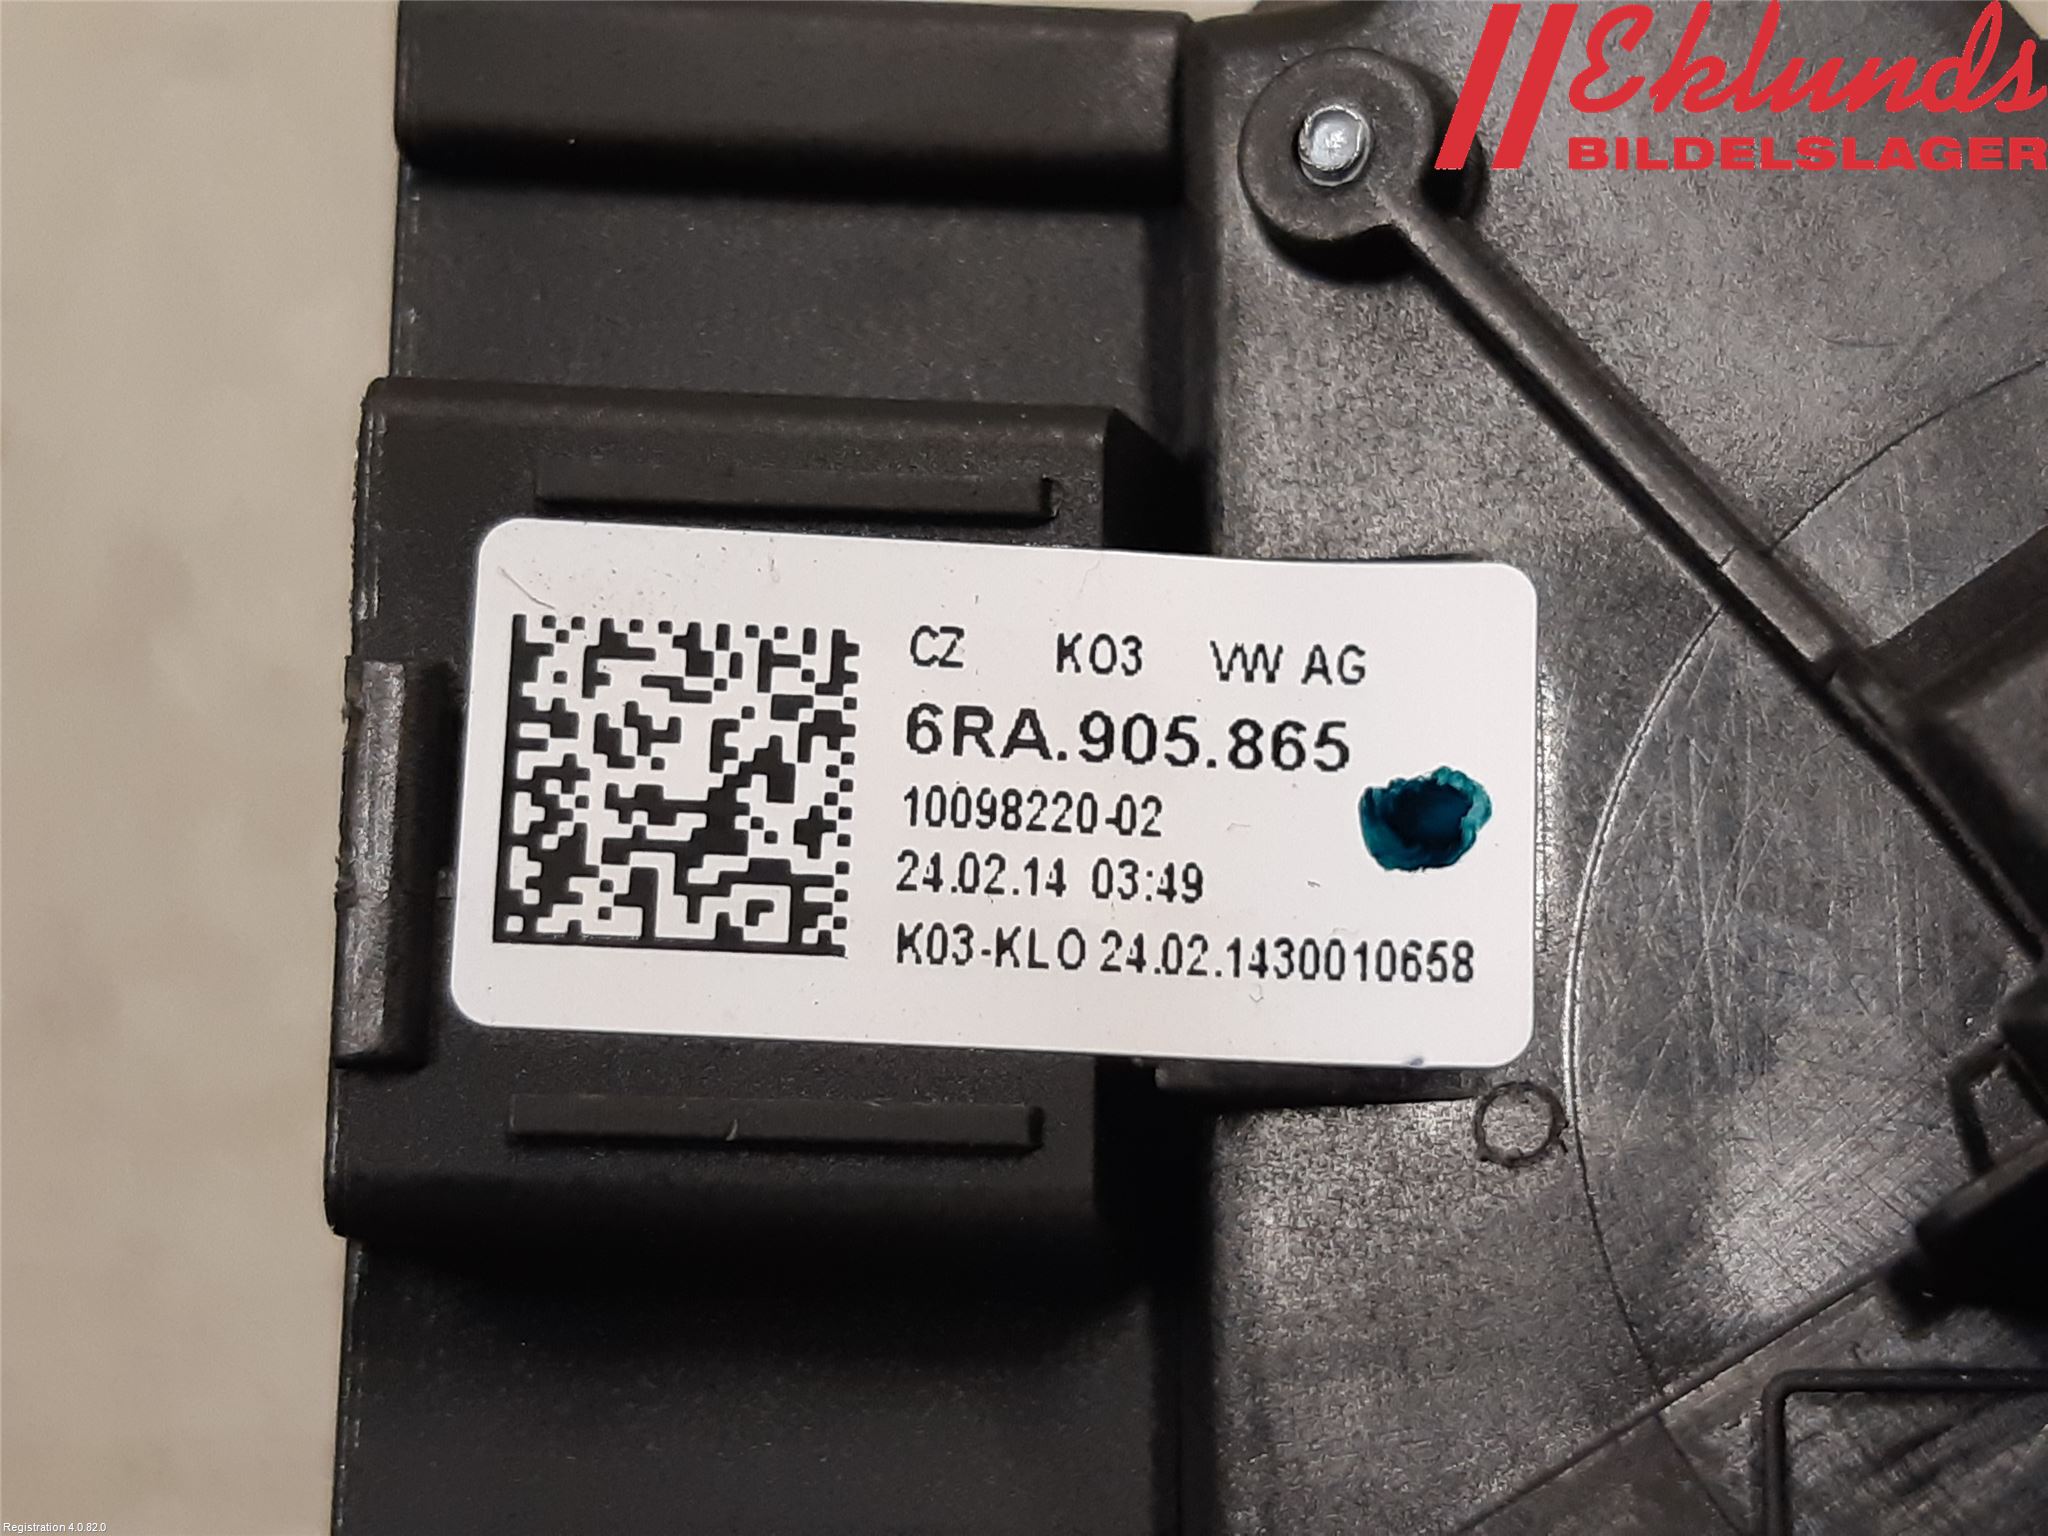 Eklunds
BILDELSLAGER
CZ K03 VW AG
6RA.905.865
10098220-02
24.02.14 03:49
K03-KLO 24.02.1430010658
Registration 4.0.82.0